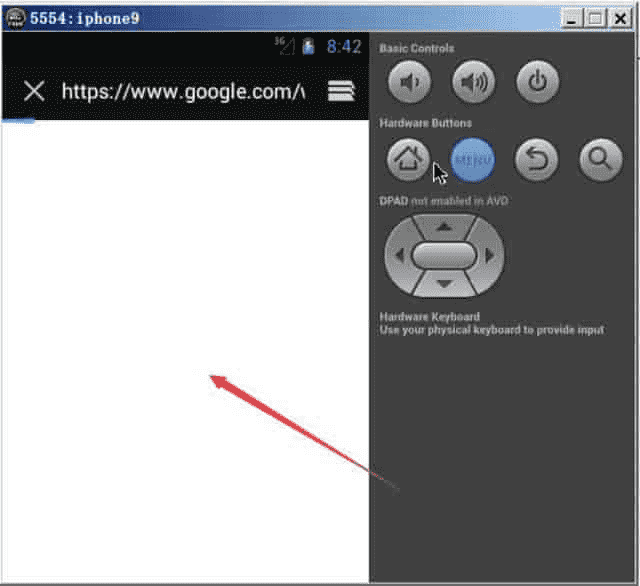 5554:iphone9
3G 8:42
https://www.google.com/v
Basic Controls
Hardware Buttons
MENU
DPAD not enabled in AVD
Hardware Keyboard
Use your physical keyboard to provide input